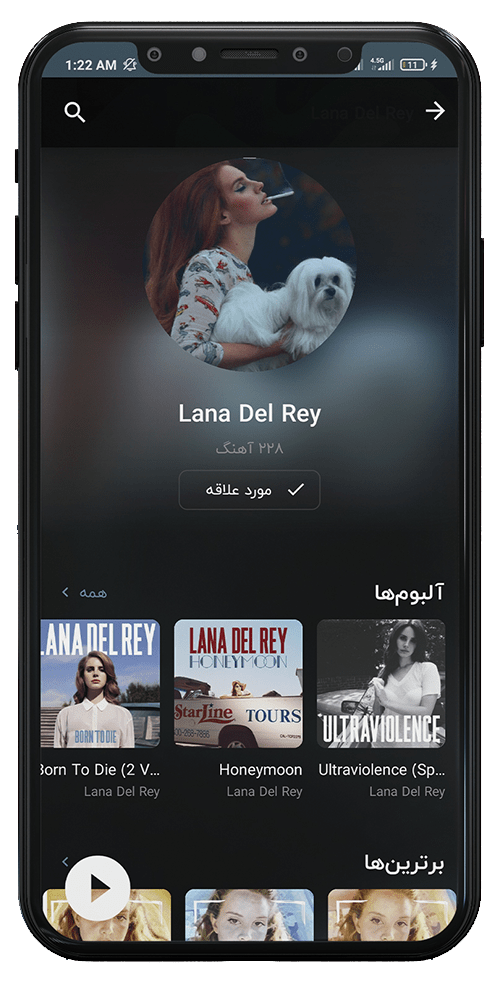 1:22 AM 4.5G 11
Lana Del Rey
Lana Del Rey
۲۲۸ آهنگ
مورد علاقه
آلبوم‌ها
همه
LANA DEL REY
BORN TO DIE
LANA DEL REY
HONEYMOON
StarLine TOURS
ULTRAVIOLENCE
Born To Die (2 V...
Lana Del Rey
Honeymoon
Lana Del Rey
Ultraviolence (Sp...
Lana Del Rey
برترین‌ها